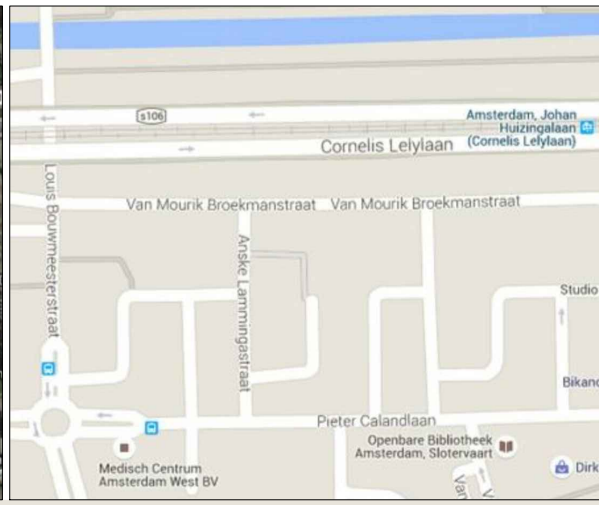 s106
Amsterdam, Johan
Huizingalaan
(Cornelis Lelylaan)
Cornelis Lelylaan
Van Mourik Broekmanstraat Van Mourik Broekmanstraat
Louis Bouwmeesterstraat
Anske Lammingastraat
Studio
Bikano
Pieter Calandlaan
Openbare Bibliotheek
Amsterdam, Slotervaart
Medisch Centrum
Amsterdam West BV
Dirk
Van
V